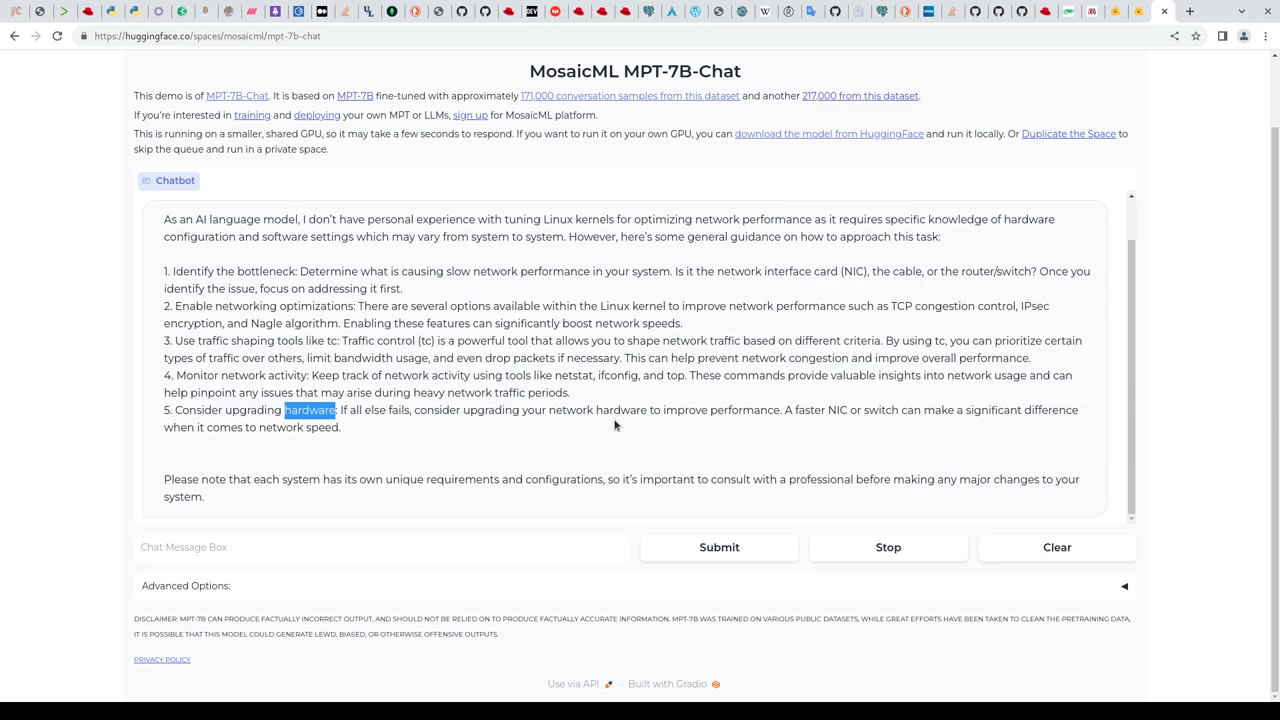 https://huggingface.co/spaces/mosaicml/mpt-7b-chat
MosaicML MPT-7B-Chat
This demo is of MPT-7B-Chat. It is based on MPT-7B fine-tuned with approximately 171,000 conversation samples from this dataset and another 217,000 from this dataset.
If you're interested in training and deploying your own MPT or LLMs, sign up for MosaicML platform.
This is running on a smaller, shared GPU, so it may take a few seconds to respond. If you want to run it on your own GPU, you can download the model from HuggingFace and run it locally. Or Duplicate the Space to
skip the queue and run in a private space.
Chatbot
As an AI language model, I don't have personal experience with tuning Linux kernels for optimizing network performance as it requires specific knowledge of hardware
configuration and software settings which may vary from system to system. However, here's some general guidance on how to approach this task:
1. Identify the bottleneck: Determine what is causing slow network performance in your system. Is it the network interface card (NIC), the cable, or the router/switch? Once you
identify the issue, focus on addressing it first.
2. Enable networking optimizations: There are several options available within the Linux kernel to improve network performance such as TCP congestion control, IPsec
encryption, and Nagle algorithm. Enabling these features can significantly boost network speeds.
3. Use traffic shaping tools like tc: Traffic control (tc) is a powerful tool that allows you to shape network traffic based on different criteria. By using tc, you can prioritize certain
types of traffic over others, limit bandwidth usage, and even drop packets if necessary. This can help prevent network congestion and improve overall performance.
4. Monitor network activity: Keep track of network activity using tools like netstat, ifconfig, and top. These commands provide valuable insights into network usage and can
help pinpoint any issues that may arise during heavy network traffic periods.
5. Consider upgrading hardware: If all else fails, consider upgrading your network hardware to improve performance. A faster NIC or switch can make a significant difference
when it comes to network speed.
Please note that each system has its own unique requirements and configurations, so it's important to consult with a professional before making any major changes to your
system.
Chat Message Box
Submit
Stop
Clear
Advanced Options:
DISCLAIMER: MPT-7B CAN PRODUCE FACTUALLY INCORRECT OUTPUT, AND SHOULD NOT BE RELIED ON TO PRODUCE FACTUALLY ACCURATE INFORMATION. MPT-7B WAS TRAINED ON VARIOUS PUBLIC DATASETS; WHILE GREAT EFFORTS HAVE BEEN TAKEN TO CLEAN THE PRETRAINING DATA,
IT IS POSSIBLE THAT THIS MODEL COULD GENERATE LEWD, BIASED, OR OTHERWISE OFFENSIVE OUTPUTS.
PRIVACY POLICY
Use via API · Built with Gradio